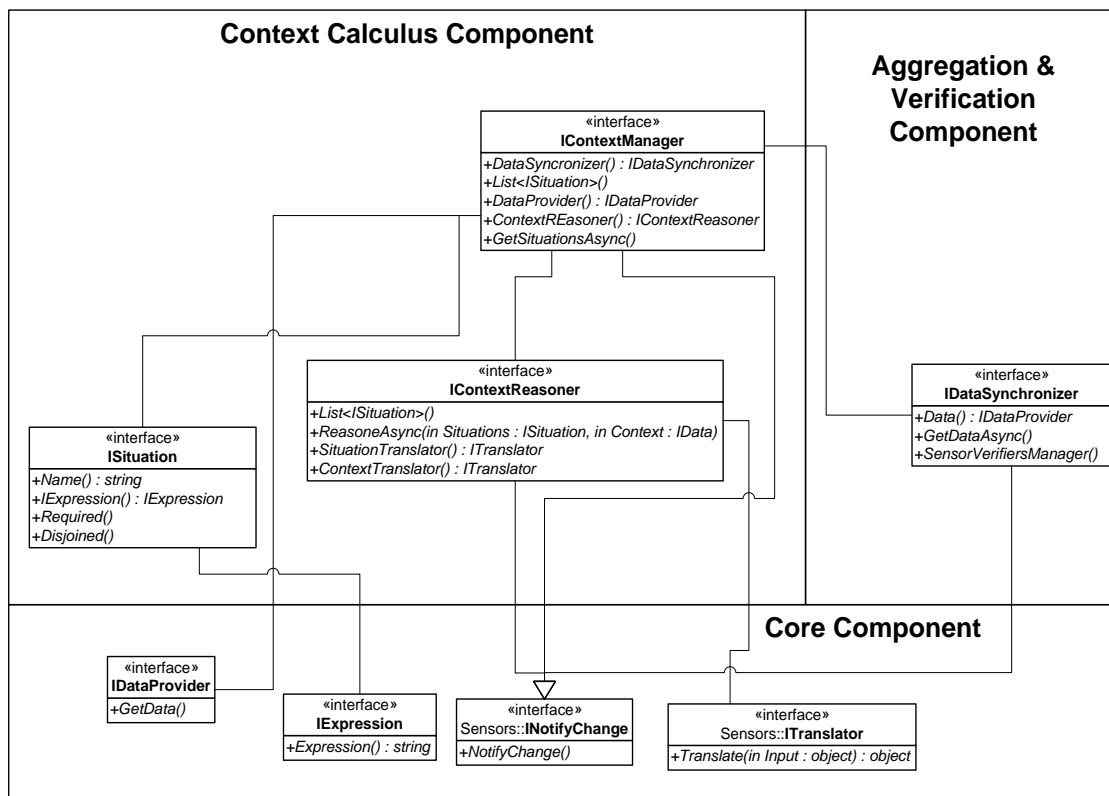 Context Calculus Component
Aggregation &
Verification
Component
«interface»
IContextManager
+DataSyncronizer() : IDataSynchronizer
+List<ISituation>()
+DataProvider() : IDataProvider
+ContextREasoner() : IContextReasoner
+GetSituationsAsync()
«interface»
IContextReasoner
+List<ISituation>()
+ReasoneAsync(in Situations : ISituation, in Context : IData)
+SituationTranslator() : ITranslator
+ContextTranslator() : ITranslator
«interface»
IDataSynchronizer
+Data() : IDataProvider
+GetDataAsync()
+SensorVerifiersManager()
«interface»
ISituation
+Name() : string
+IExpression() : IExpression
+Required()
+Disjoined()
Core Component
«interface»
IDataProvider
+GetData()
«interface»
IExpression
+Expression() : string
«interface»
Sensors::INotifyChange
+NotifyChange()
«interface»
Sensors::ITranslator
+Translate(in Input : object) : object